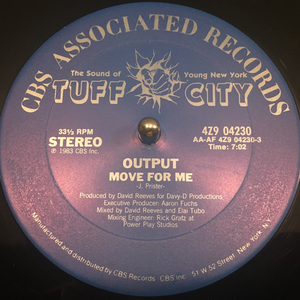 CBS ASSOCIATED RECORDS
The Sound of Young New York
TUFF CITY
33⅓ RPM
STEREO
℗ 1983 CBS Inc.
4Z9 04230
AA-AF 4Z9 04230-3
Time: 7:02
OUTPUT
MOVE FOR ME
-J. Prister-
Produced by David Reeves for Davy-D Productions
Executive Producer: Aaron Fuchs
Mixed by David Reeves and Elai Tubo
Mixing Engineer: Rick Gratz at
Power Play Studios
Manufactured and distributed by CBS Records CBS Inc. 51 W 52 Street, New York, N.Y.